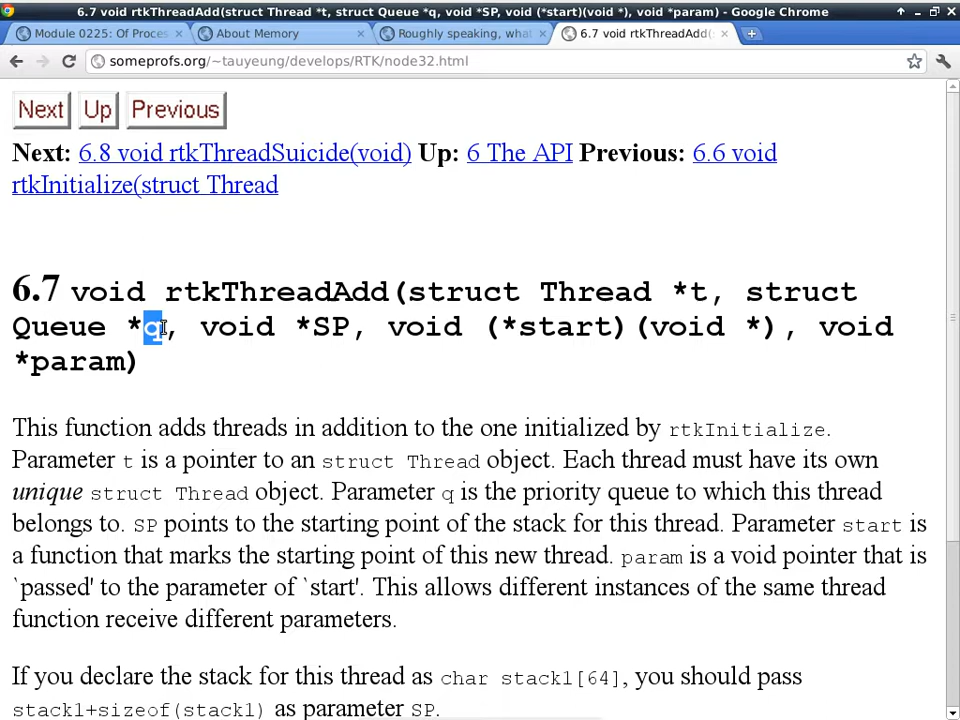 6.7 void rtkThreadAdd(struct Thread *t, struct Queue *q, void *SP, void (*start)(void *), void *param) - Google Chrome
Module 0225: Of Proces
About Memory
Roughly speaking, what
6.7 void rtkThreadAdd(s
someprofs.org/~tauyeung/develops/RTK/node32.html
Next Up Previous
Next: 6.8 void rtkThreadSuicide(void) Up: 6 The API Previous: 6.6 void
rtkInitialize(struct Thread
6.7 void rtkThreadAdd(struct Thread *t, struct
Queue *q, void *SP, void (*start)(void *), void
*param)
This function adds threads in addition to the one initialized by rtkInitialize.
Parameter t is a pointer to an struct Thread object. Each thread must have its own
unique struct Thread object. Parameter q is the priority queue to which this thread
belongs to. SP points to the starting point of the stack for this thread. Parameter start is
a function that marks the starting point of this new thread. param is a void pointer that is
`passed' to the parameter of `start'. This allows different instances of the same thread
function receive different parameters.
If you declare the stack for this thread as char stack1[64], you should pass
stack1+sizeof(stack1) as parameter SP.